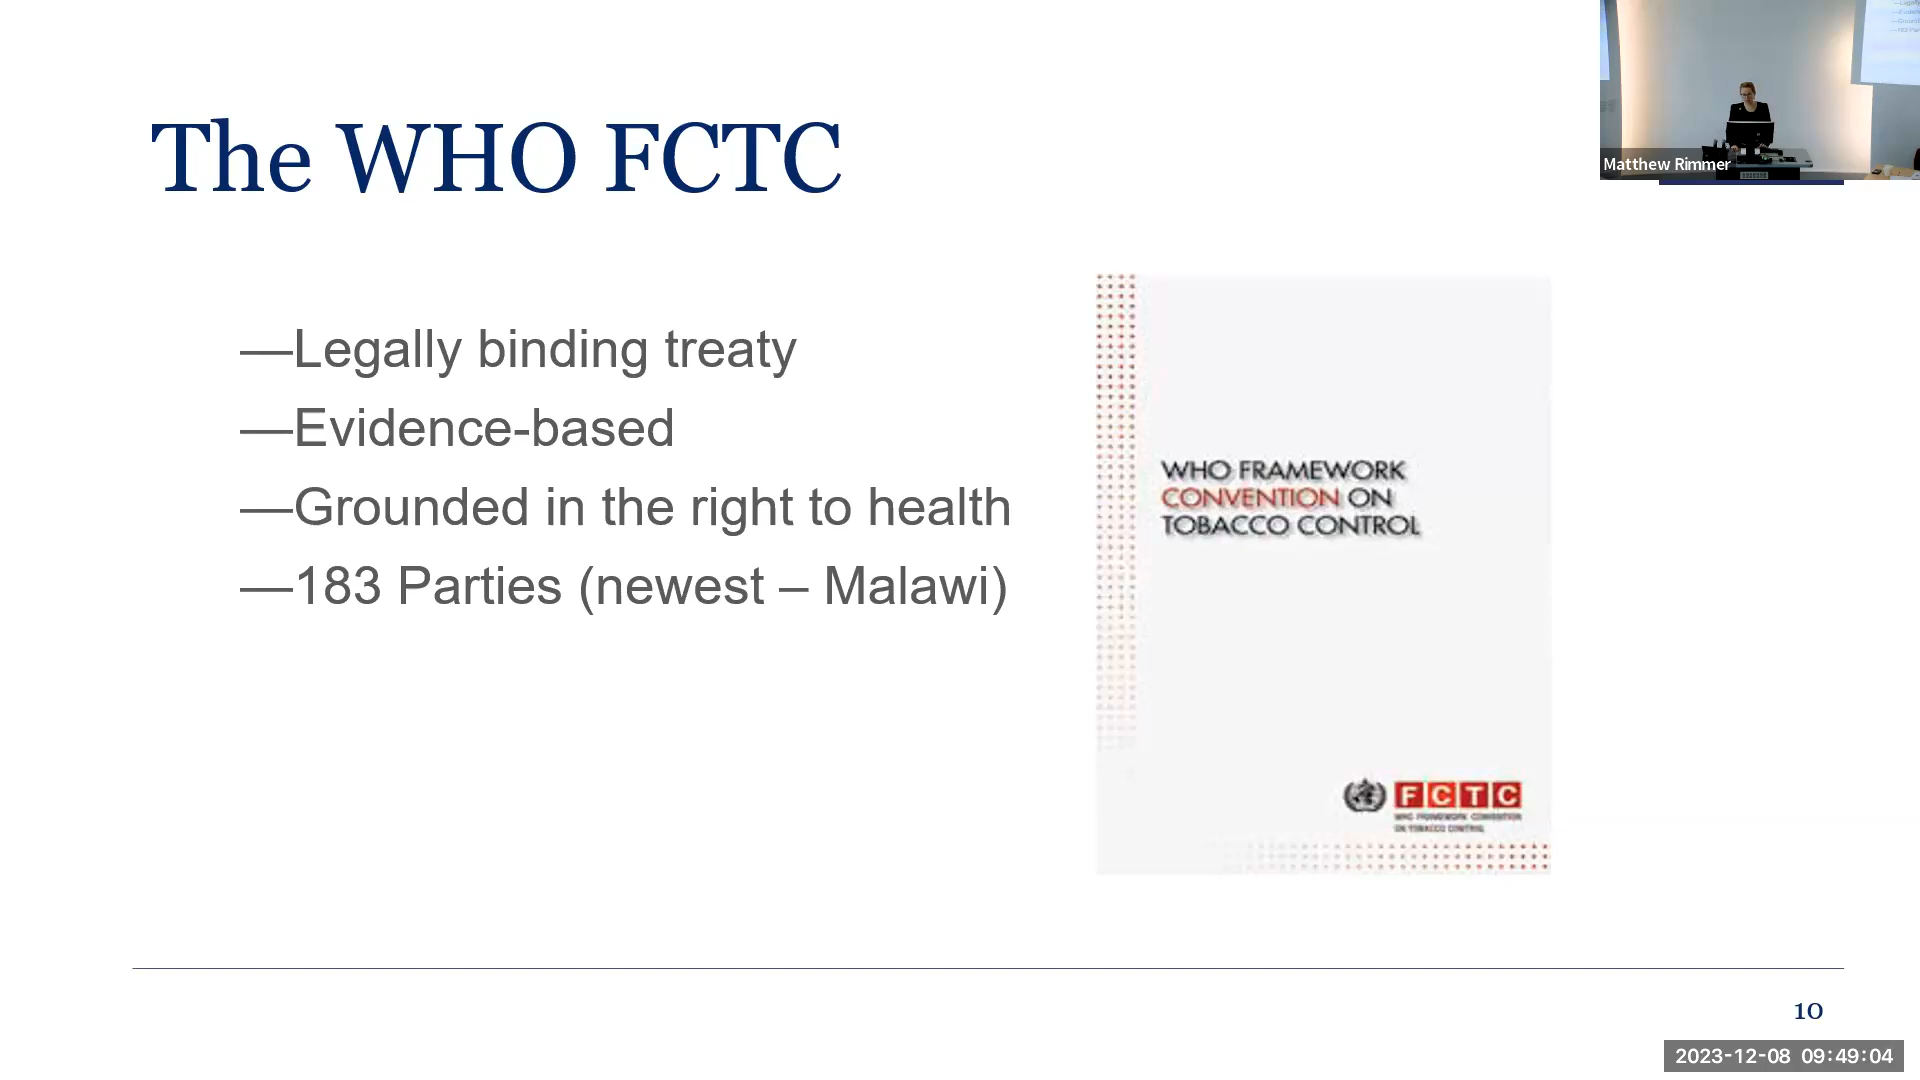 The WHO FCTC
—Legally binding treaty
—Evidence-based
—Grounded in the right to health
—183 Parties (newest – Malawi)
WHO FRAMEWORK
CONVENTION ON
TOBACCO CONTROL
FCTC
WHO FRAMEWORK CONVENTION
ON TOBACCO CONTROL
Matthew Rimmer
10
2023-12-08 09:49:04